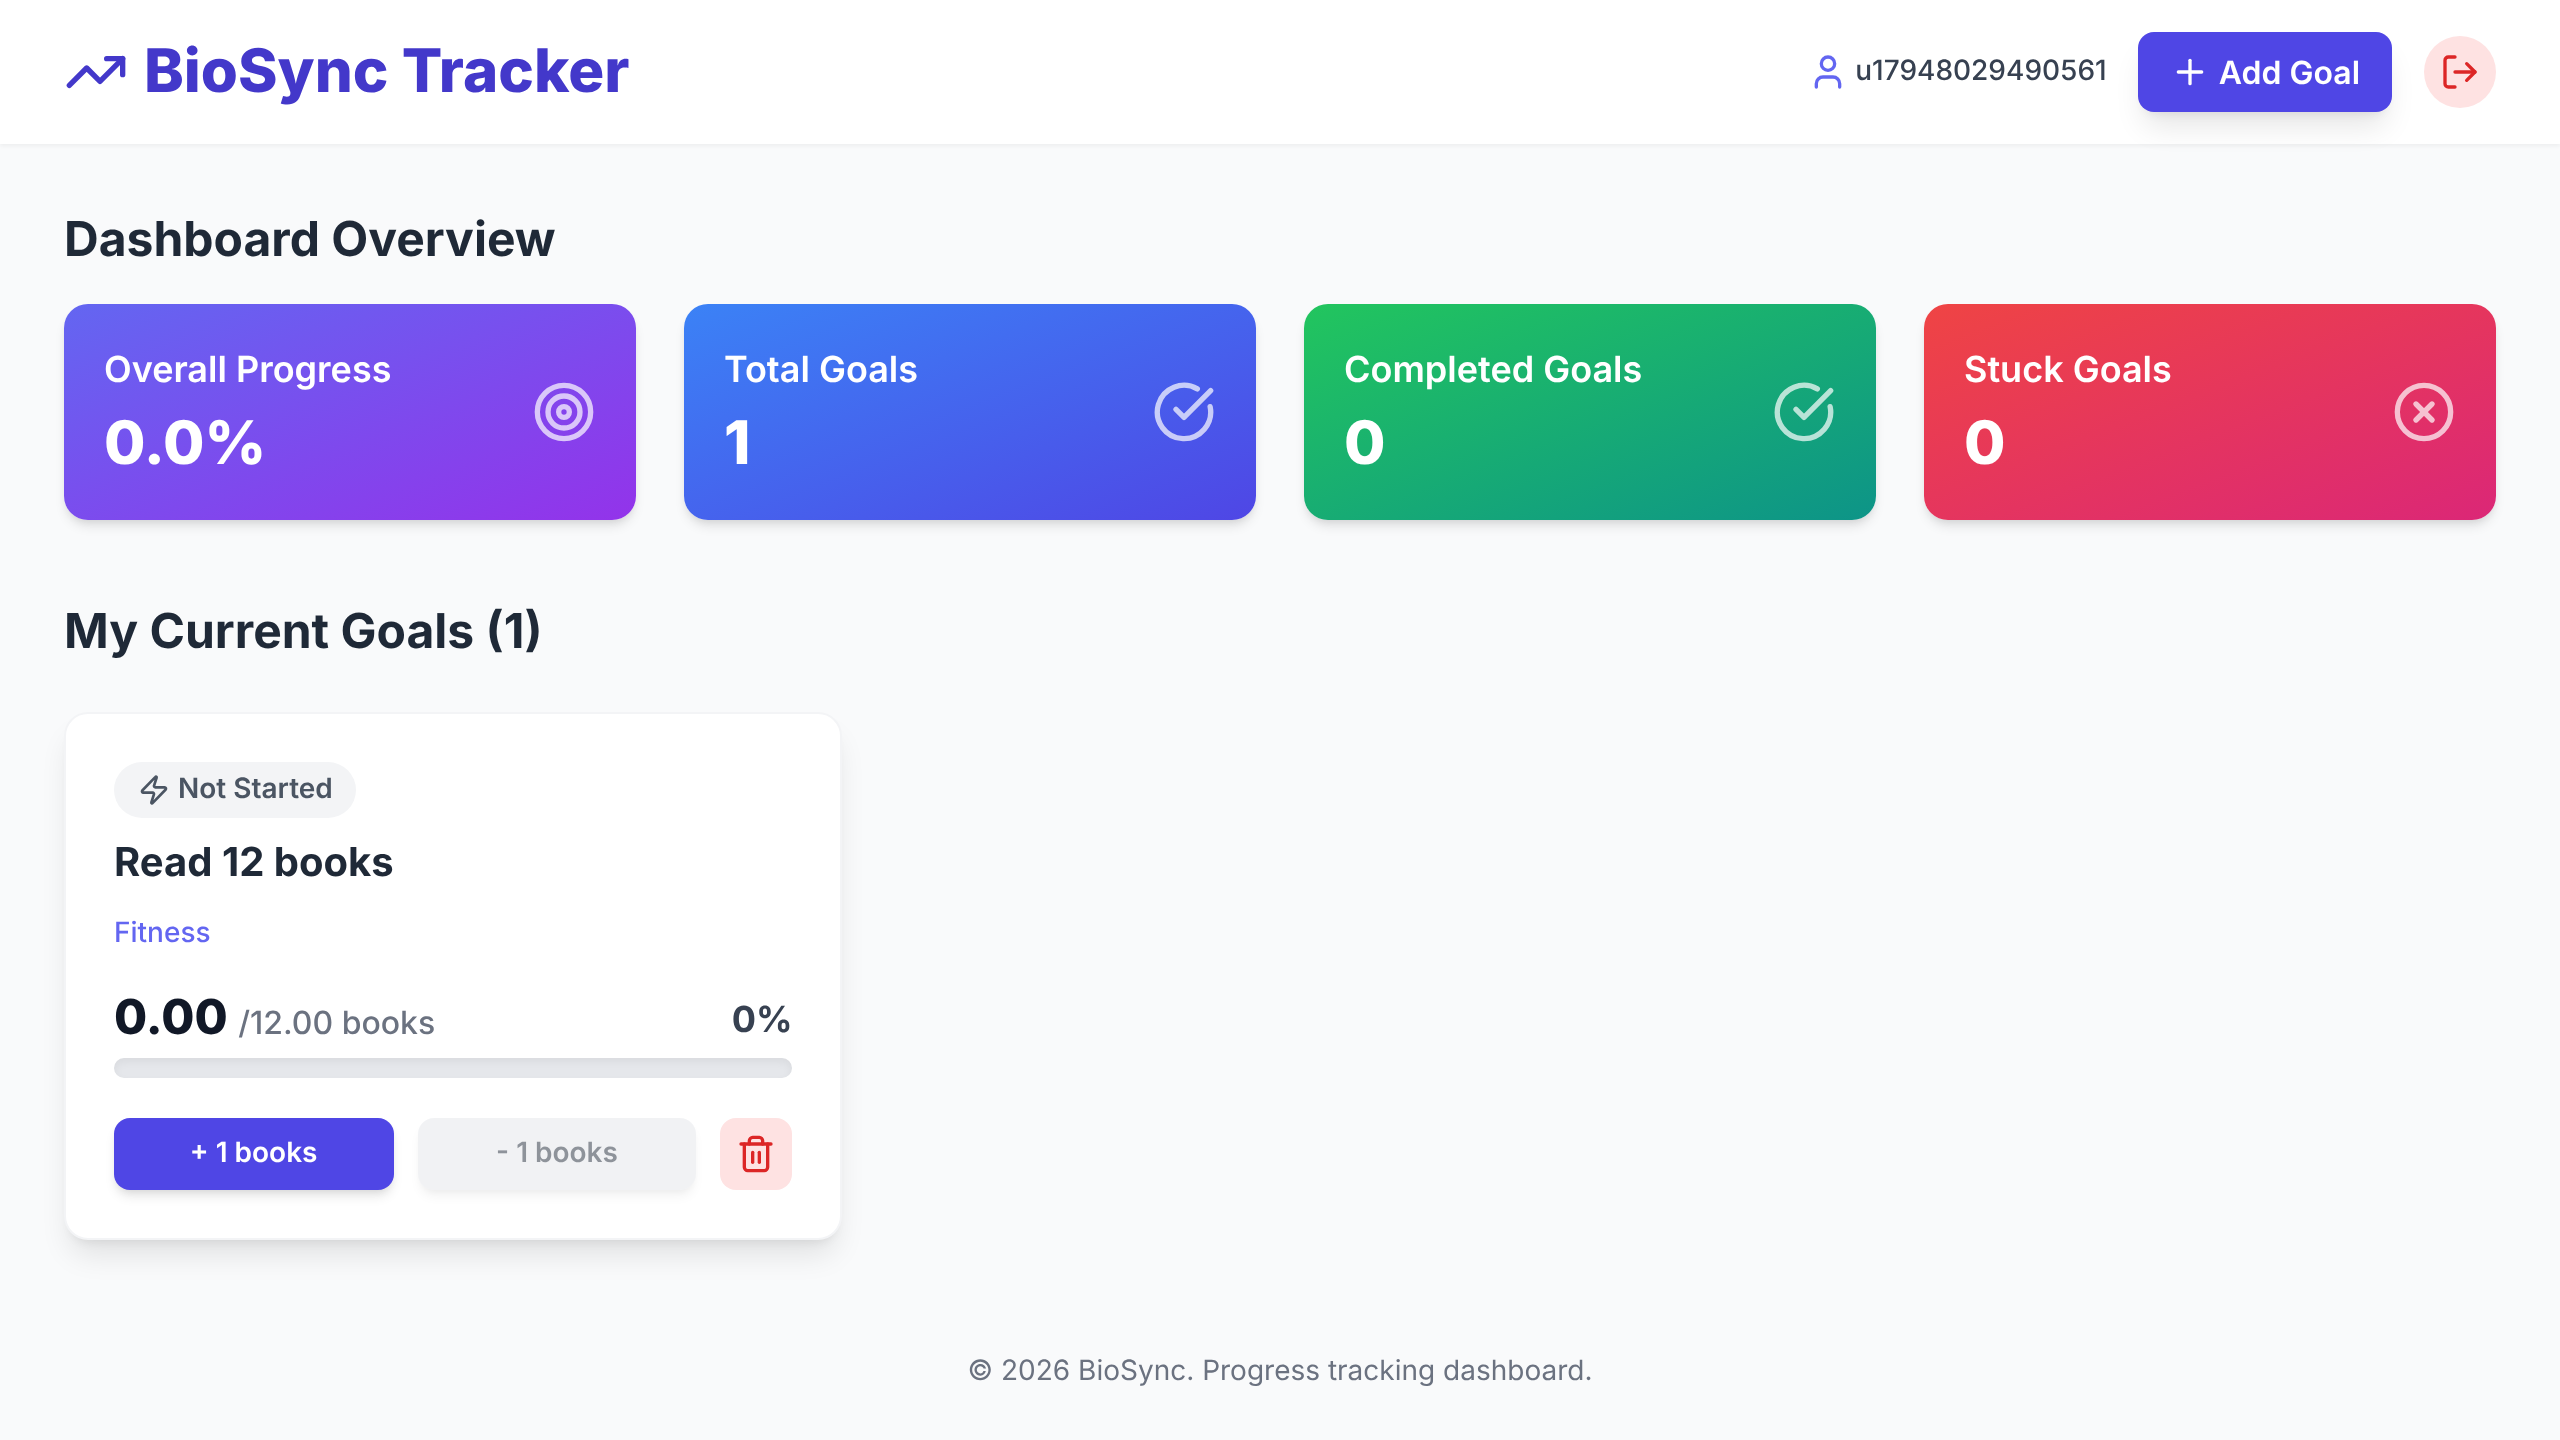 BioSync Tracker
u17948029490561
Add Goal
Dashboard Overview
Overall Progress
0.0%
Total Goals
1
Completed Goals
0
Stuck Goals
0
My Current Goals (1)
Not Started
Read 12 books
Fitness
0.00 /12.00 books
0%
+ 1 books
- 1 books
© 2026 BioSync. Progress tracking dashboard.